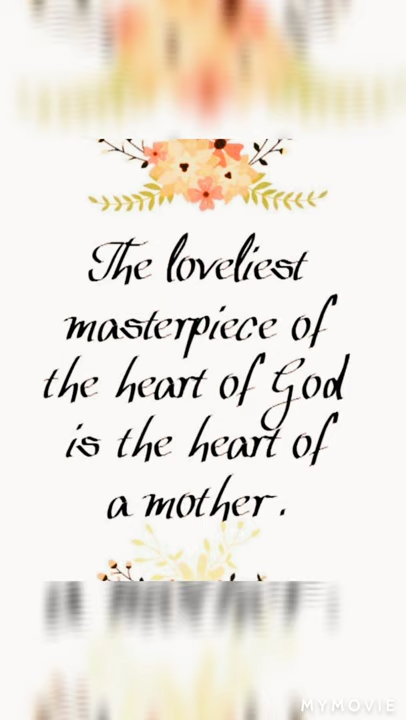 The loveliest
masterpiece of
the heart of God
is the heart of
a mother.
MYMOVIE